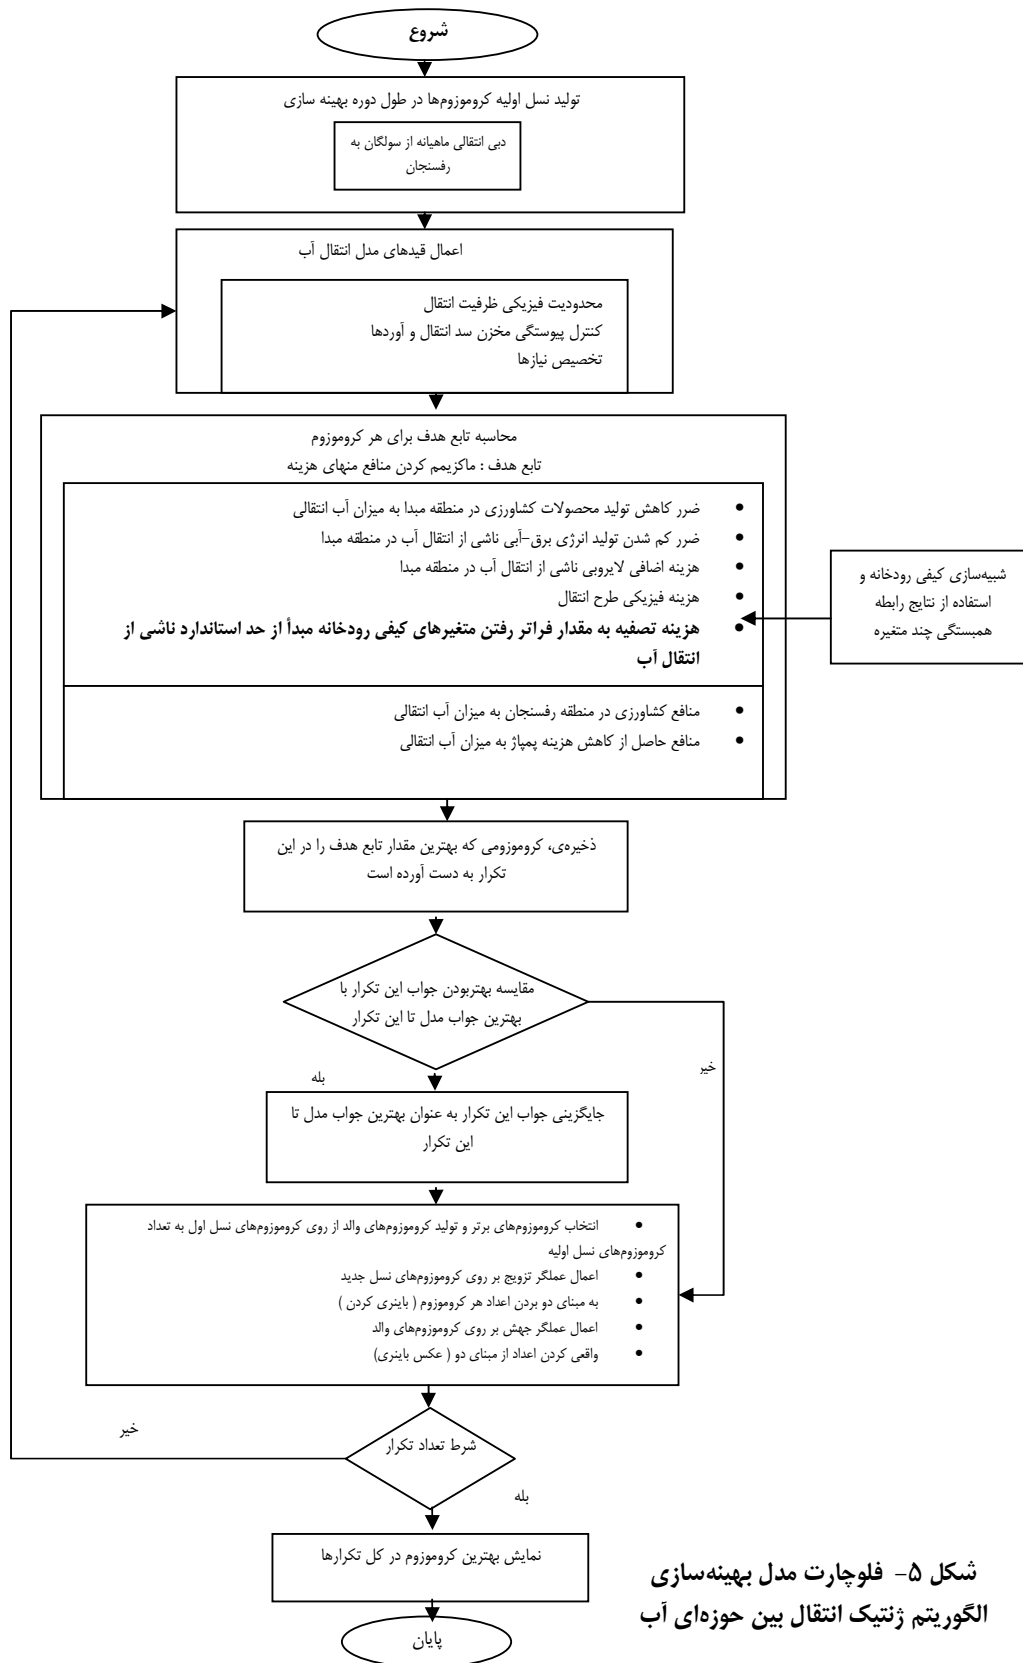 شروع
تولید نسل اولیه کروموزوم‌ها در طول دوره بهینه سازی
دبی انتقالی ماهیانه از سولگان به
رفسنجان
اعمال قیدهای مدل انتقال آب
محدودیت فیزیکی ظرفیت انتقال
کنترل پیوستگی مخزن سد انتقال و آوردها
تخصیص نیازها
محاسبه تابع هدف برای هر کروموزوم
تابع هدف : ماکزیمم کردن منافع منهای هزینه
• ضرر کاهش تولید محصولات کشاورزی در منطقه مبدا به میزان آب انتقالی
• ضرر کم شدن تولید انرژی برق-آبی ناشی از انتقال آب در منطقه مبدا
• هزینه اضافی لایروبی ناشی از انتقال آب در منطقه مبدا
• هزینه فیزیکی طرح انتقال
• هزینه تصفیه به مقدار فراتر رفتن متغیرهای کیفی رودخانه مبدأ از حد استاندارد ناشی از
انتقال آب
شبیه‌سازی کیفی رودخانه و
استفاده از نتایج رابطه
همبستگی چند متغیره
• منافع کشاورزی در منطقه رفسنجان به میزان آب انتقالی
• منافع حاصل از کاهش هزینه پمپاژ به میزان آب انتقالی
ذخیره‌ی، کروموزومی که بهترین مقدار تابع هدف را در این
تکرار به دست آورده است
مقایسه بهتربودن جواب این تکرار با
بهترین جواب مدل تا این تکرار
خیر
بله
جایگزینی جواب این تکرار به عنوان بهترین جواب مدل تا
این تکرار
• انتخاب کروموزوم‌های برتر و تولید کروموزوم‌های والد از روی کروموزوم‌های نسل اول به تعداد
کروموزوم‌های نسل اولیه
• اعمال عملگر تزویج بر روی کروموزوم‌های نسل جدید
• به مبنای دو بردن اعداد هر کروموزوم ( باینری کردن )
• اعمال عملگر جهش بر روی کروموزوم‌های والد
• واقعی کردن اعداد از مبنای دو ( عکس باینری)
خیر
شرط تعداد تکرار
بله
نمایش بهترین کروموزوم در کل تکرارها
پایان
شکل ۵- فلوچارت مدل بهینه‌سازی
الگوریتم ژنتیک انتقال بین حوزه‌ای آب